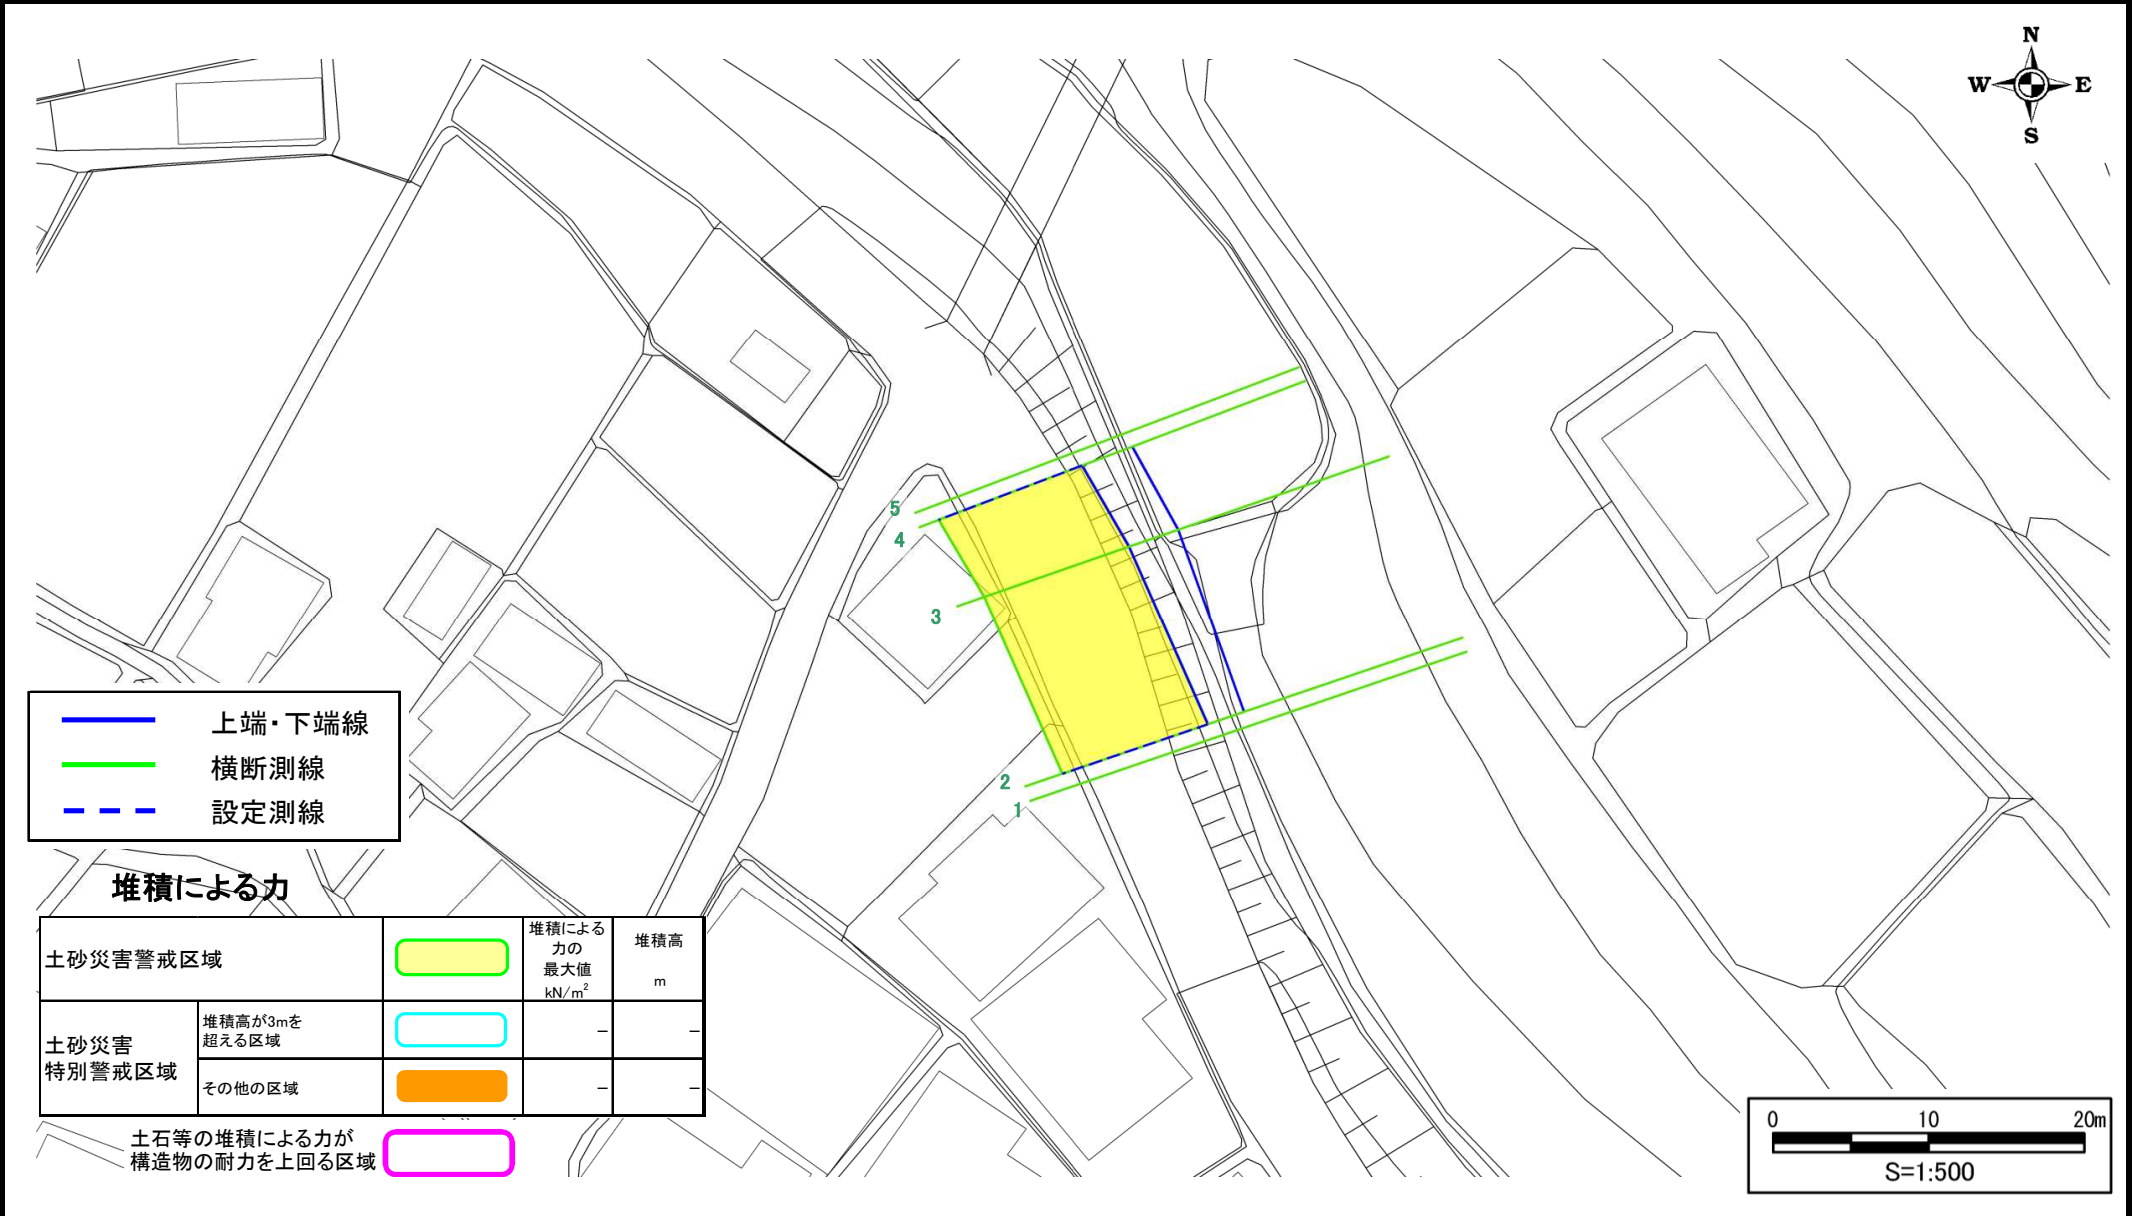 N
W E
S
5
4
3
2
1
上端・下端線
横断測線
設定測線
堆積による力
土砂災害警戒区域
堆積による
力の
最大値
kN/m²
堆積高
m
土砂災害
特別警戒区域
堆積高が3mを
超える区域
－ －
その他の区域
－ －
土石等の堆積による力が
構造物の耐力を上回る区域
0 10 20m
S=1:500